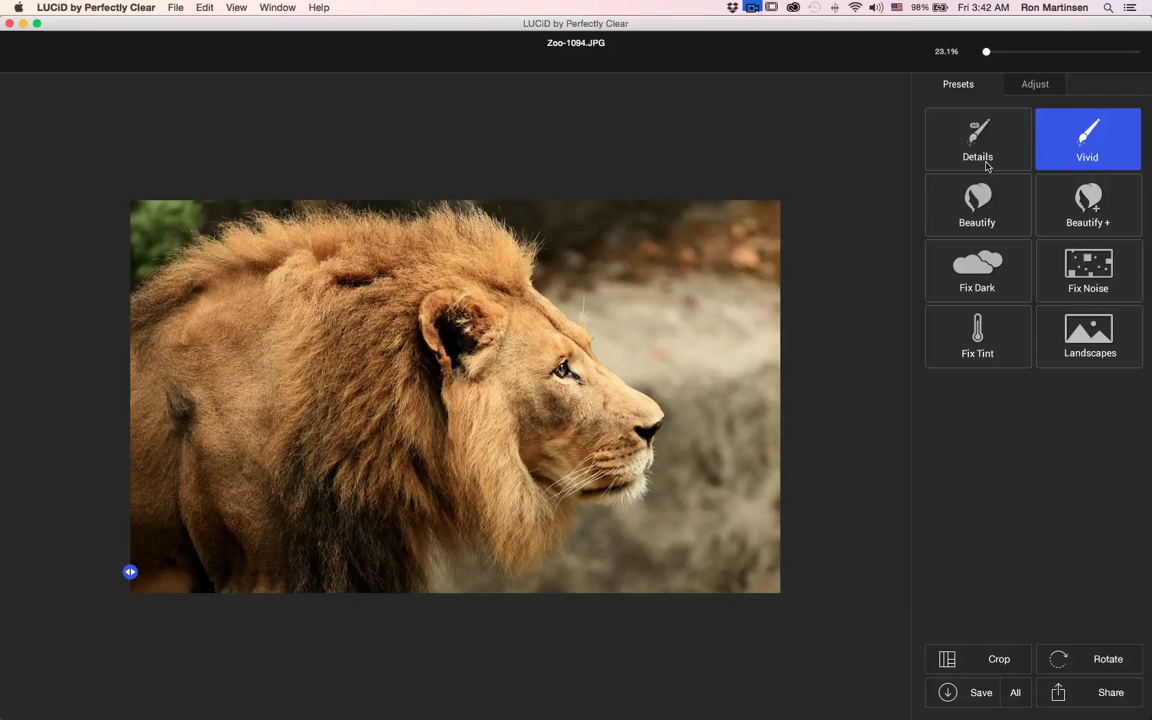 LUCiD by Perfectly Clear File Edit View Window Help 98% Fri 3:42 AM Ron Martinsen
LUCiD by Perfectly Clear
Zoo-1094.JPG
23.1%
Presets Adjust
Details Vivid
Beautify Beautify +
Fix Dark Fix Noise
Fix Tint Landscapes
Crop Rotate
Save All Share